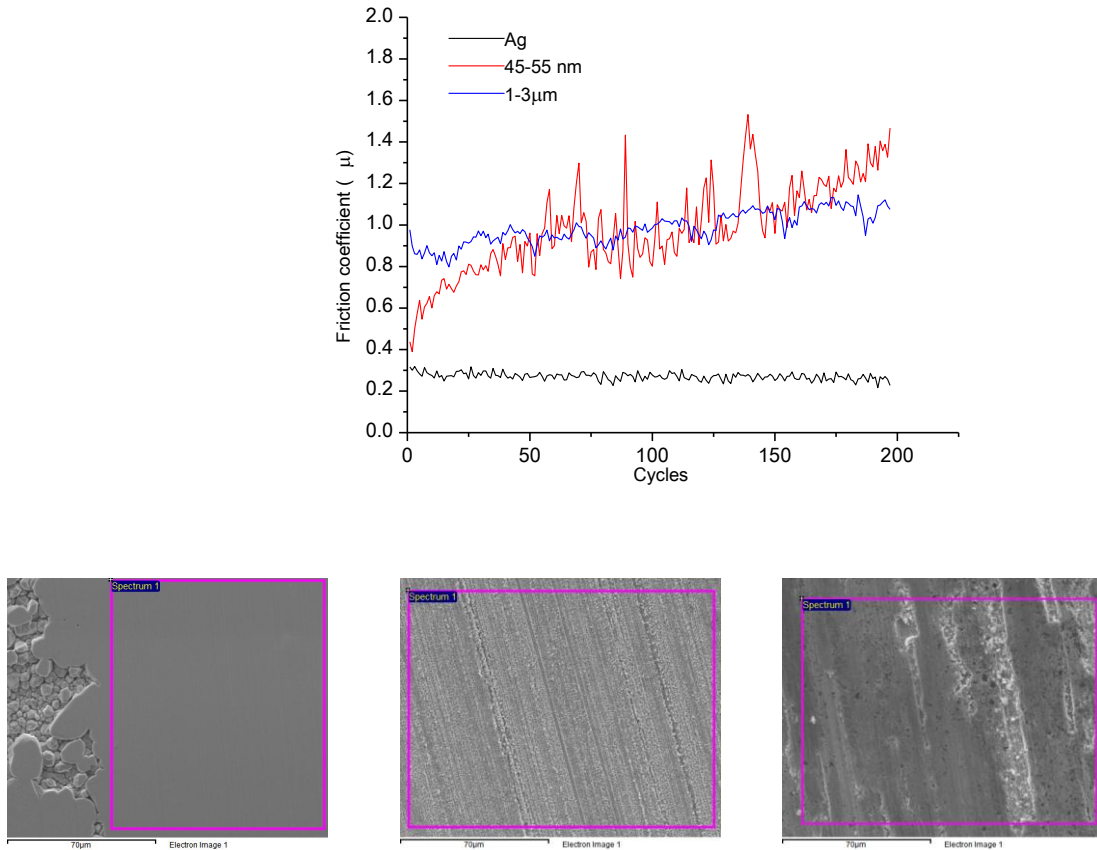 2.0
1.8
1.6
1.4
1.2
1.0
0.8
0.6
0.4
0.2
0.0
Friction coefficient ( μ)
Ag
45-55 nm
1-3μm
0 50 100 150 200
Cycles
Spectrum 1
70μm Electron Image 1
Spectrum 1
70μm Electron Image 1
Spectrum 1
70μm Electron Image 1